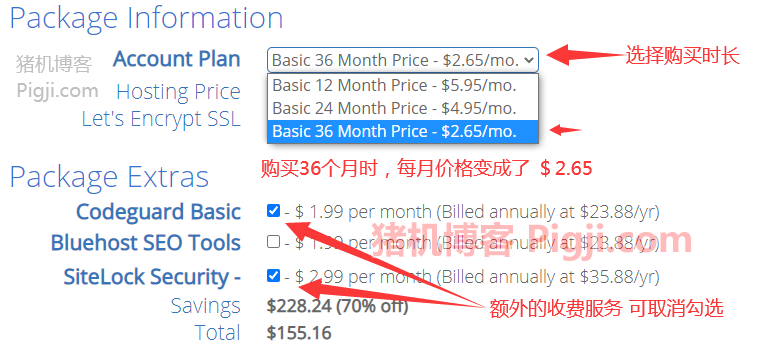 Package Information
猪机博客
Pigji.com
Account Plan
Basic 36 Month Price - $2.65/mo.
选择购买时长
Hosting Price
Basic 12 Month Price - $5.95/mo.
Basic 24 Month Price - $4.95/mo.
Let's Encrypt SSL
Basic 36 Month Price - $2.65/mo.
购买36个月时，每月价格变成了 ＄2.65
Package Extras
Codeguard Basic - $ 1.99 per month (Billed annually at $23.88/yr)
Bluehost SEO Tools - $ 1.99 per month (Billed annually at $23.88/yr)
猪机博客 Pigji.com
SiteLock Security - - $ 2.99 per month (Billed annually at $35.88/yr)
Savings $228.24 (70% off)
额外的收费服务 可取消勾选
Total $155.16